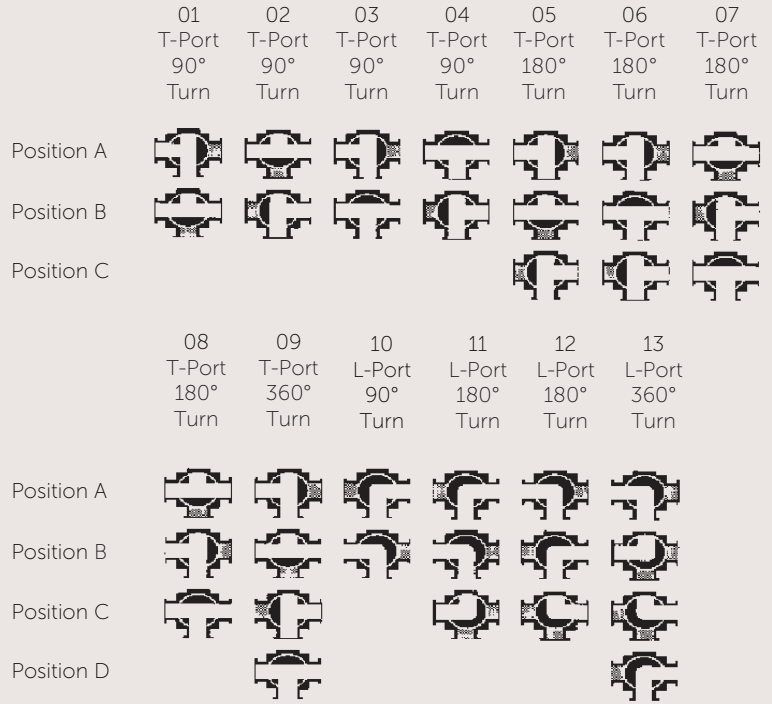 01 02 03 04 05 06 07
T-Port T-Port T-Port T-Port T-Port T-Port T-Port
90° 90° 90° 90° 180° 180° 180°
Turn Turn Turn Turn Turn Turn Turn
Position A
Position B
Position C
08 09 10 11 12 13
T-Port T-Port L-Port L-Port L-Port L-Port
180° 360° 90° 180° 180° 360°
Turn Turn Turn Turn Turn Turn
Position A
Position B
Position C
Position D